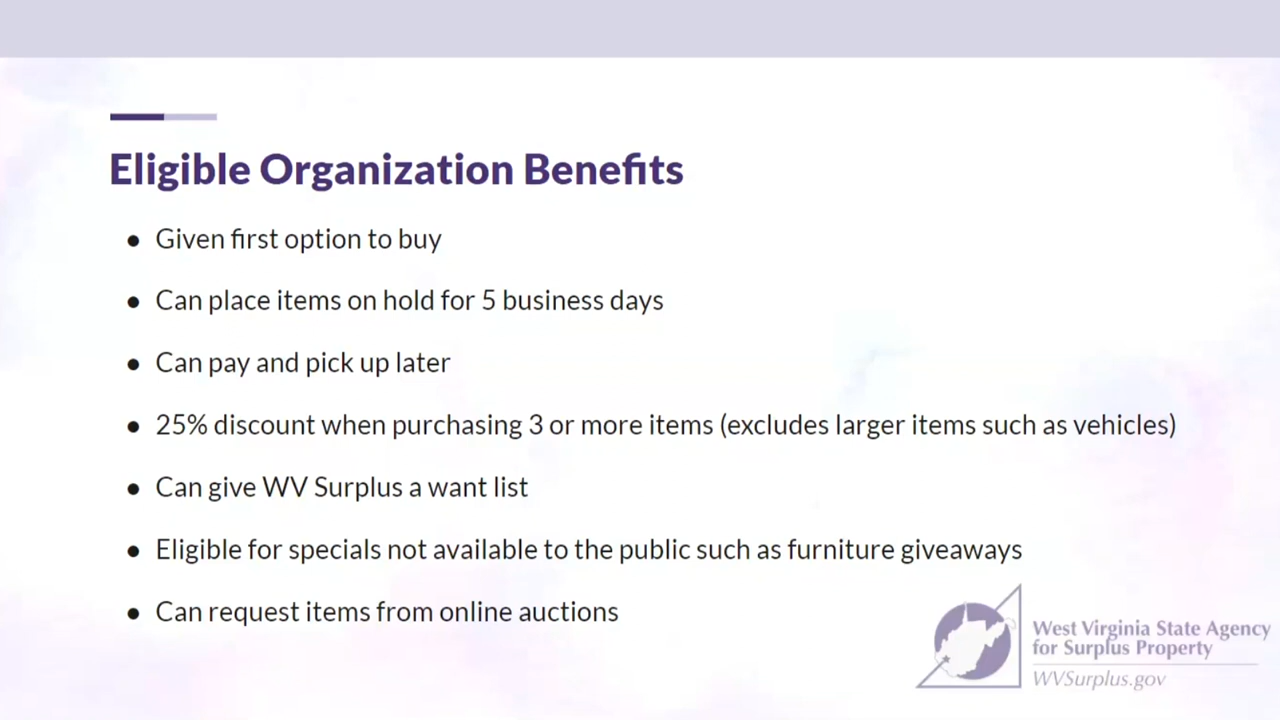 Eligible Organization Benefits
● Given first option to buy
● Can place items on hold for 5 business days
● Can pay and pick up later
● 25% discount when purchasing 3 or more items (excludes larger items such as vehicles)
● Can give WV Surplus a want list
● Eligible for specials not available to the public such as furniture giveaways
● Can request items from online auctions
West Virginia State Agency
for Surplus Property
WVSurplus.gov